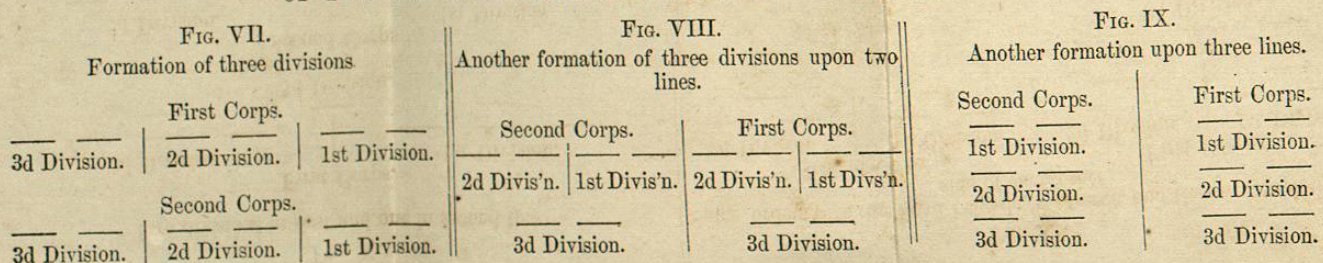 FIG. VII.
Formation of three divisions
First Corps.
3d Division. 2d Division. 1st Division.
Second Corps.
3d Division. 2d Division. 1st Division.
FIG. VIII.
Another formation of three divisions upon two
lines.
Second Corps. First Corps.
2d Divis'n. 1st Divis'n. 2d Divis'n. 1st Divs'n.
3d Division. 3d Division.
FIG. IX.
Another formation upon three lines.
Second Corps. First Corps.
1st Division. 1st Division.
2d Division. 2d Division.
3d Division. 3d Division.